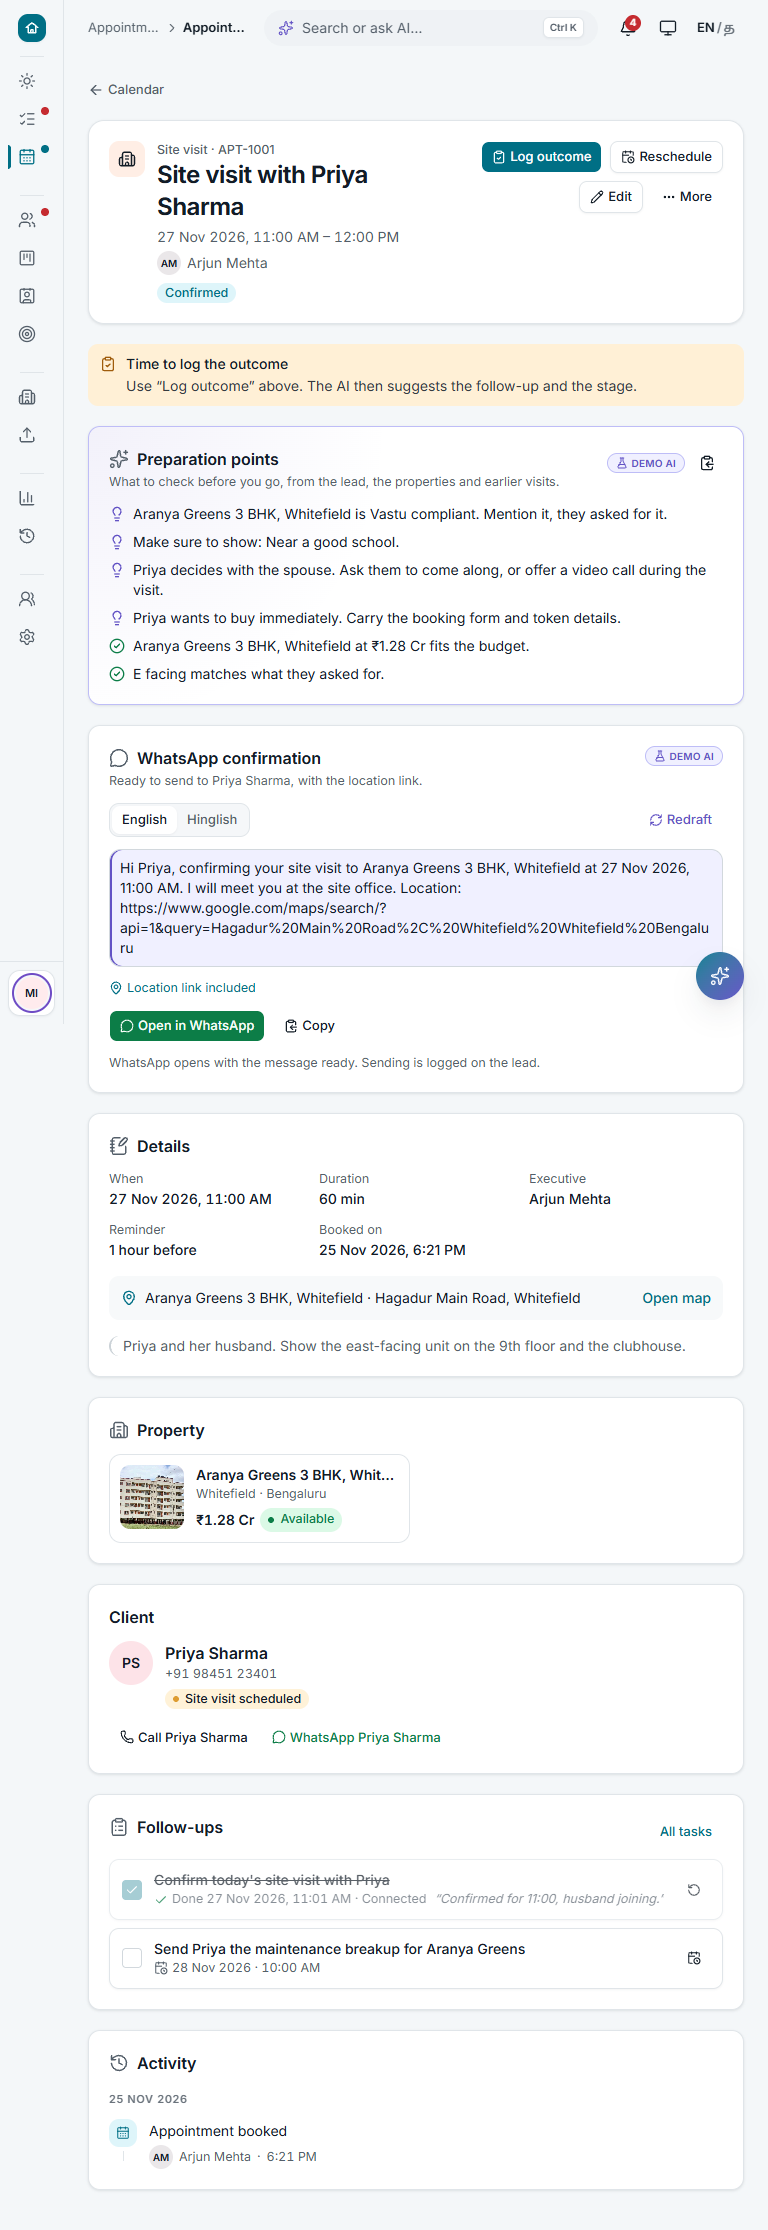 Appointm...
Appoint...
Search or ask AI...
Ctrl K
4
EN / த
Calendar
Site visit · APT-1001
Site visit with Priya
Sharma
27 Nov 2026, 11:00 AM – 12:00 PM
AM Arjun Mehta
Confirmed
Log outcome
Reschedule
Edit
More
Time to log the outcome
Use “Log outcome” above. The AI then suggests the follow-up and the stage.
Preparation points
DEMO AI
What to check before you go, from the lead, the properties and earlier visits.
Aranya Greens 3 BHK, Whitefield is Vastu compliant. Mention it, they asked for it.
Make sure to show: Near a good school.
Priya decides with the spouse. Ask them to come along, or offer a video call during the
visit.
Priya wants to buy immediately. Carry the booking form and token details.
Aranya Greens 3 BHK, Whitefield at ₹1.28 Cr fits the budget.
E facing matches what they asked for.
WhatsApp confirmation
DEMO AI
Ready to send to Priya Sharma, with the location link.
English
Hinglish
Redraft
Hi Priya, confirming your site visit to Aranya Greens 3 BHK, Whitefield at 27 Nov 2026,
11:00 AM. I will meet you at the site office. Location:
https://www.google.com/maps/search/?
api=1&query=Hagadur%20Main%20Road%2C%20Whitefield%20Whitefield%20Bengalu
ru
Location link included
MI
Open in WhatsApp
Copy
WhatsApp opens with the message ready. Sending is logged on the lead.
Details
When
Duration
Executive
27 Nov 2026, 11:00 AM
60 min
Arjun Mehta
Reminder
Booked on
1 hour before
25 Nov 2026, 6:21 PM
Aranya Greens 3 BHK, Whitefield · Hagadur Main Road, Whitefield
Open map
Priya and her husband. Show the east-facing unit on the 9th floor and the clubhouse.
Property
Aranya Greens 3 BHK, Whit...
Whitefield · Bengaluru
₹1.28 Cr
Available
Client
PS
Priya Sharma
+91 98451 23401
Site visit scheduled
Call Priya Sharma
WhatsApp Priya Sharma
Follow-ups
All tasks
Confirm today's site visit with Priya
Done 27 Nov 2026, 11:01 AM · Connected “Confirmed for 11:00, husband joining.”
Send Priya the maintenance breakup for Aranya Greens
28 Nov 2026 · 10:00 AM
Activity
25 NOV 2026
Appointment booked
AM Arjun Mehta · 6:21 PM